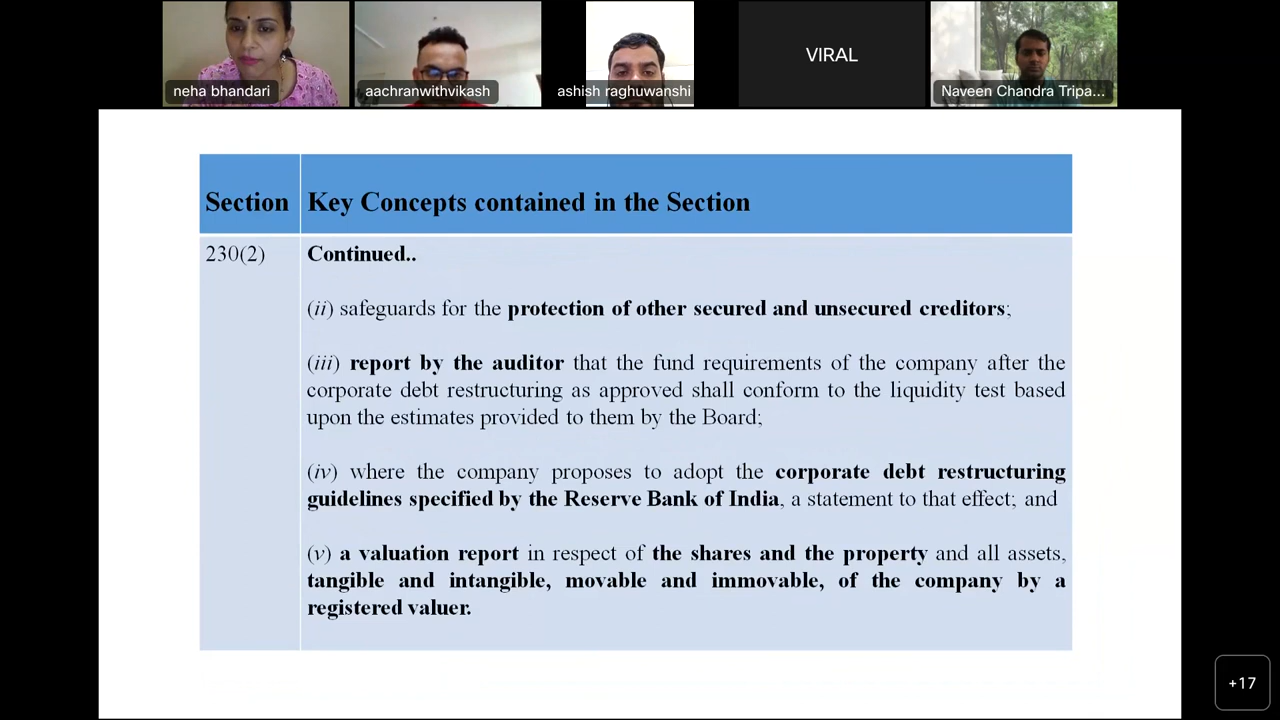 neha bhandari
aachranwithvikash
ashish raghuwanshi
VIRAL
Naveen Chandra Tripa...
Section
Key Concepts contained in the Section
230(2)
Continued..
(ii) safeguards for the protection of other secured and unsecured creditors;
(iii) report by the auditor that the fund requirements of the company after the
corporate debt restructuring as approved shall conform to the liquidity test based
upon the estimates provided to them by the Board;
(iv) where the company proposes to adopt the corporate debt restructuring
guidelines specified by the Reserve Bank of India, a statement to that effect; and
(v) a valuation report in respect of the shares and the property and all assets,
tangible and intangible, movable and immovable, of the company by a
registered valuer.
+17